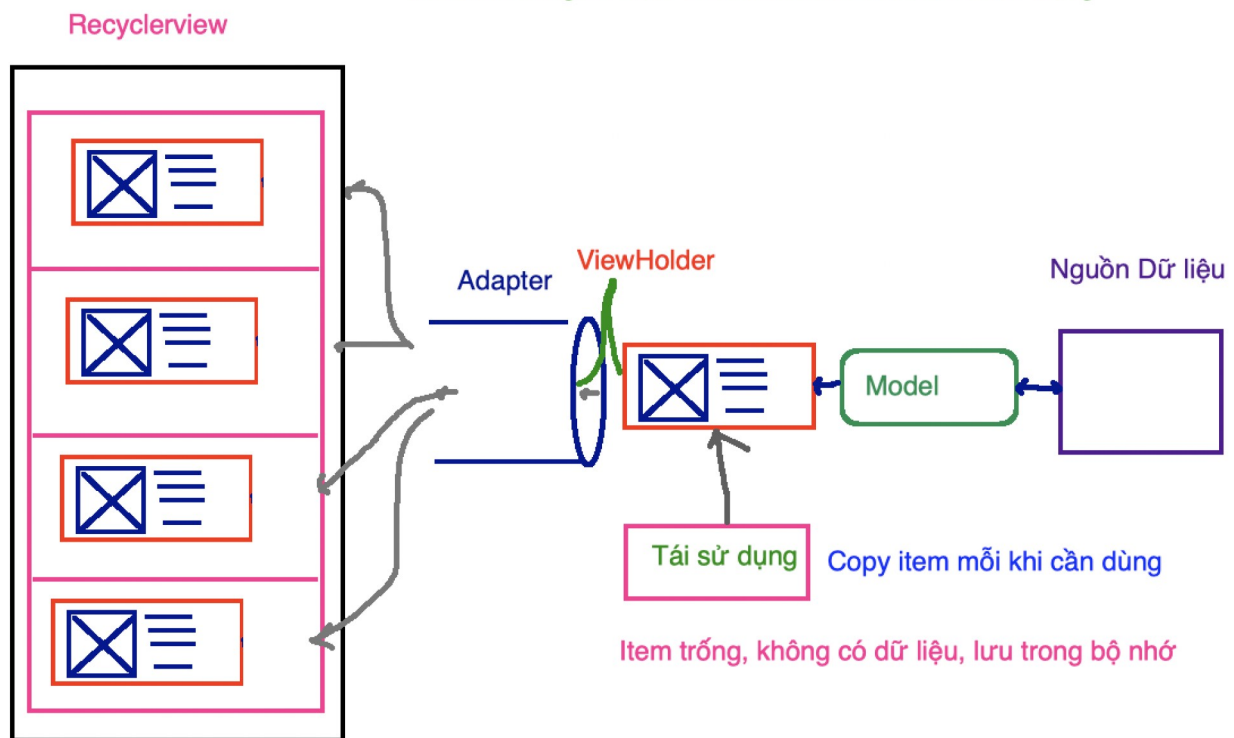 Recyclerview
Adapter
ViewHolder
Nguồn Dữ liệu
Model
Tái sử dụng
Copy item mỗi khi cần dùng
Item trống, không có dữ liệu, lưu trong bộ nhớ